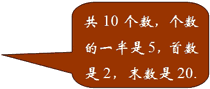 共 10 个数，个数
的一半是 5，首数
是 2，末数是 20.